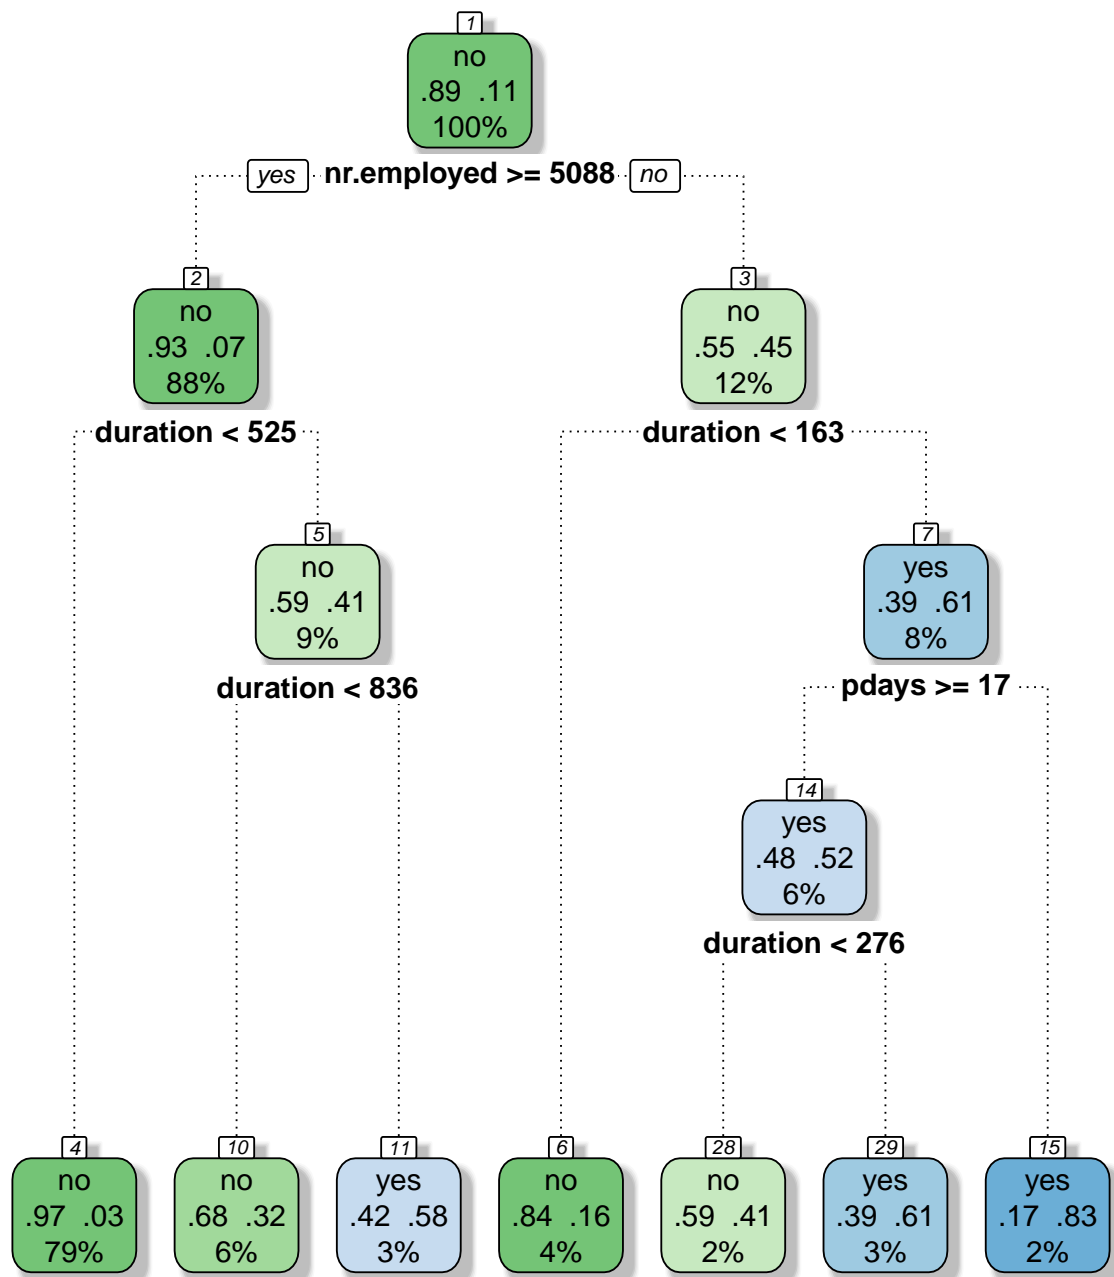 1
no
.89 .11
100%
yes nr.employed >= 5088 no
2
no
.93 .07
88%
3
no
.55 .45
12%
duration < 525
duration < 163
5
no
.59 .41
9%
7
yes
.39 .61
8%
duration < 836
pdays >= 17
14
yes
.48 .52
6%
duration < 276
4
no
.97 .03
79%
10
no
.68 .32
6%
11
yes
.42 .58
3%
6
no
.84 .16
4%
28
no
.59 .41
2%
29
yes
.39 .61
3%
15
yes
.17 .83
2%